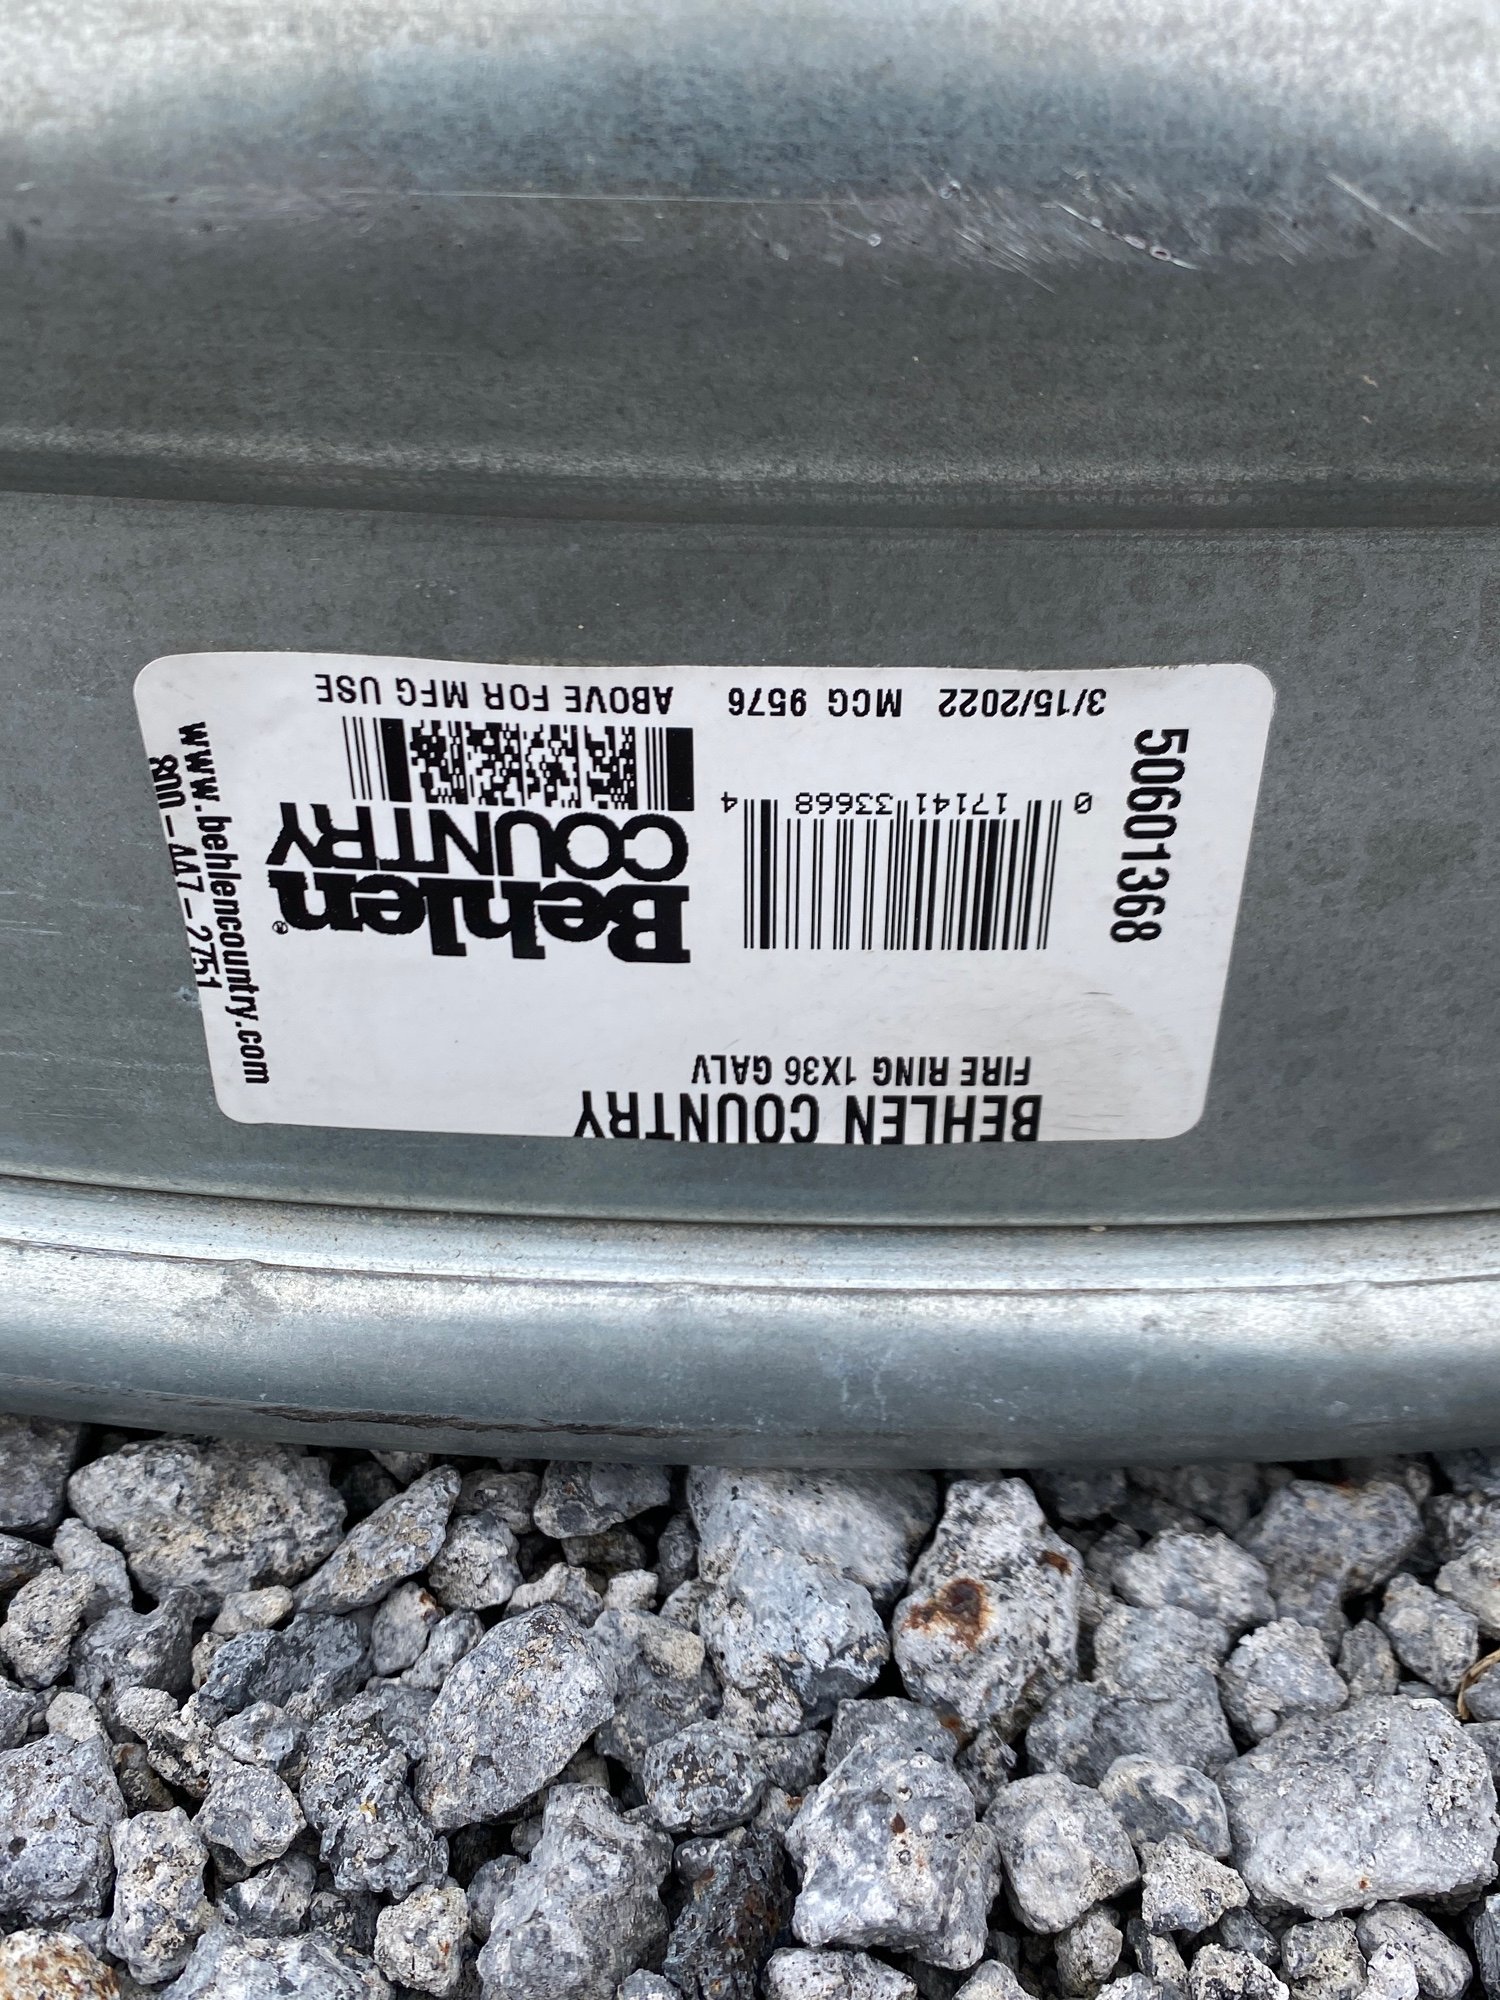 BEHLEN COUNTRY
FIRE RING 1X36 GALV
50601368
0 17141 33668 4
3/15/2022 MCG 9576
Behlen®
COUNTRY
ABOVE FOR MFG USE
www.behlencountry.com
800-447-2751